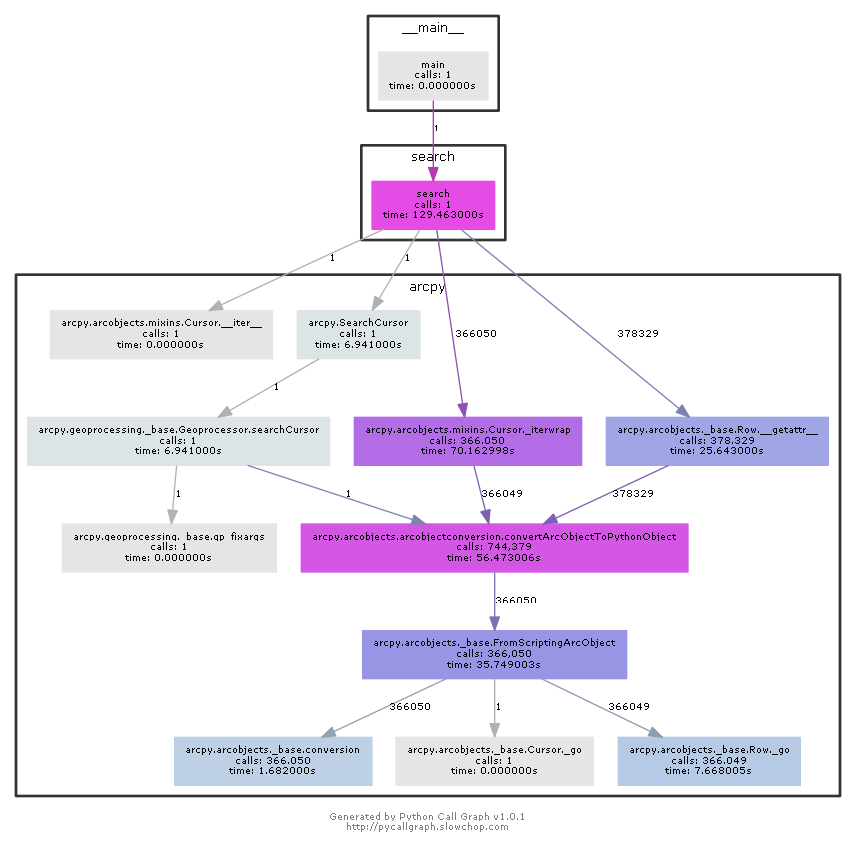 __main__
main
calls: 1
time: 0.000000s
1
search
search
calls: 1
time: 129.463000s
1
1
366050
378329
arcpy
arcpy.arcobjects.mixins.Cursor.__iter__
calls: 1
time: 0.000000s
arcpy.SearchCursor
calls: 1
time: 6.941000s
1
arcpy.geoprocessing._base.Geoprocessor.searchCursor
calls: 1
time: 6.941000s
arcpy.arcobjects.mixins.Cursor._iterwrap
calls: 366.050
time: 70.162998s
arcpy.arcobjects._base.Row.__getattr__
calls: 378.329
time: 25.643000s
1
1
366049
378329
arcpy.geoprocessing._base.gp_fixargs
calls: 1
time: 0.000000s
arcpy.arcobjects.arcobjectconversion.convertArcObjectToPythonObject
calls: 744,379
time: 56.473006s
366050
arcpy.arcobjects._base.FromScriptingArcObject
calls: 366,050
time: 35.749003s
366050
1
366049
arcpy.arcobjects._base.conversion
calls: 366.050
time: 1.682000s
arcpy.arcobjects._base.Cursor._go
calls: 1
time: 0.000000s
arcpy.arcobjects._base.Row._go
calls: 366.049
time: 7.668005s
Generated by Python Call Graph v1.0.1
http://pycallgraph.slowchop.com